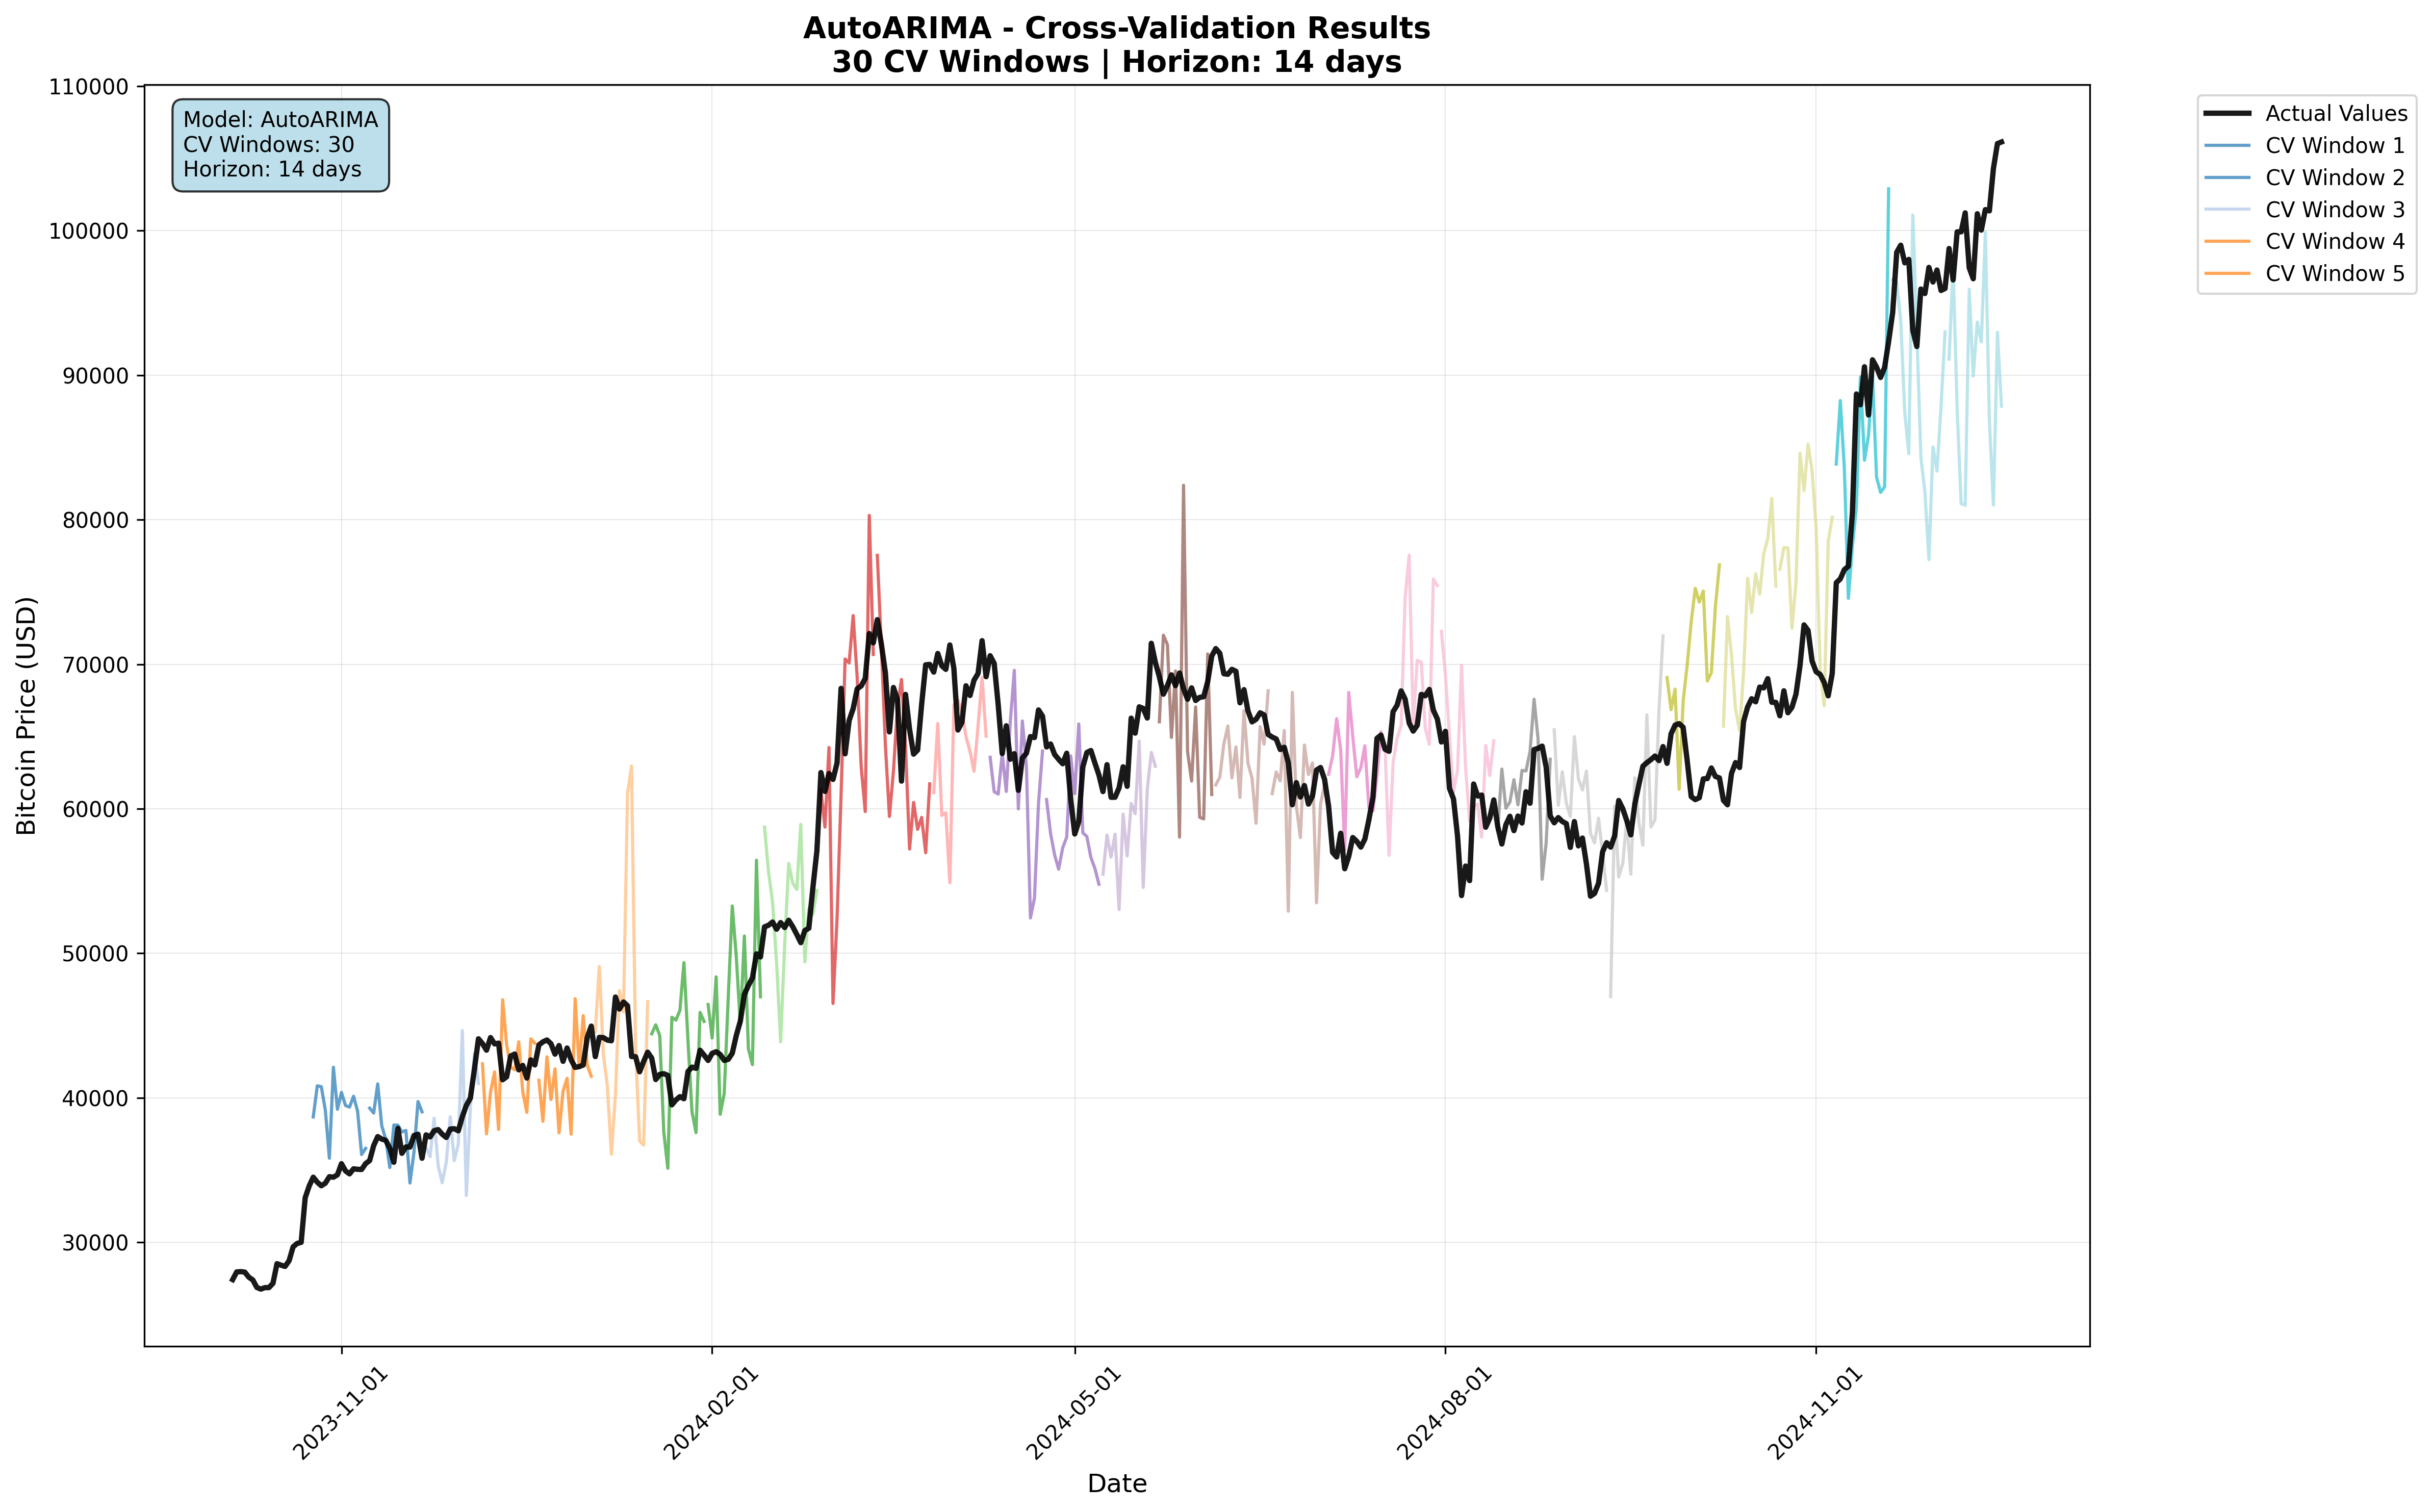 AutoARIMA - Cross-Validation Results
30 CV Windows | Horizon: 14 days
Model: AutoARIMA
CV Windows: 30
Horizon: 14 days
Actual Values
CV Window 1
CV Window 2
CV Window 3
CV Window 4
CV Window 5
Bitcoin Price (USD)
110000
100000
90000
80000
70000
60000
50000
40000
30000
2023-11-01
2024-02-01
2024-05-01
2024-08-01
2024-11-01
Date